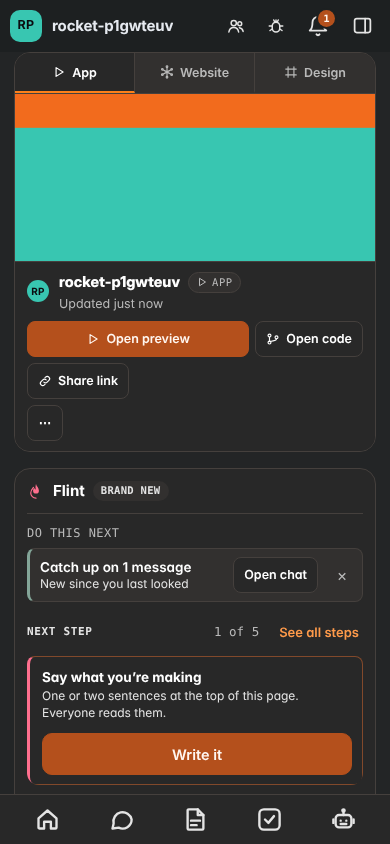 RP rocket-p1gwteuv 1
App Website Design
RP rocket-p1gwteuv APP
Updated just now
Open preview Open code
Share link
...
Flint BRAND NEW
DO THIS NEXT
Catch up on 1 message
New since you last looked
Open chat ×
NEXT STEP 1 of 5 See all steps
Say what you’re making
One or two sentences at the top of this page.
Everyone reads them.
Write it